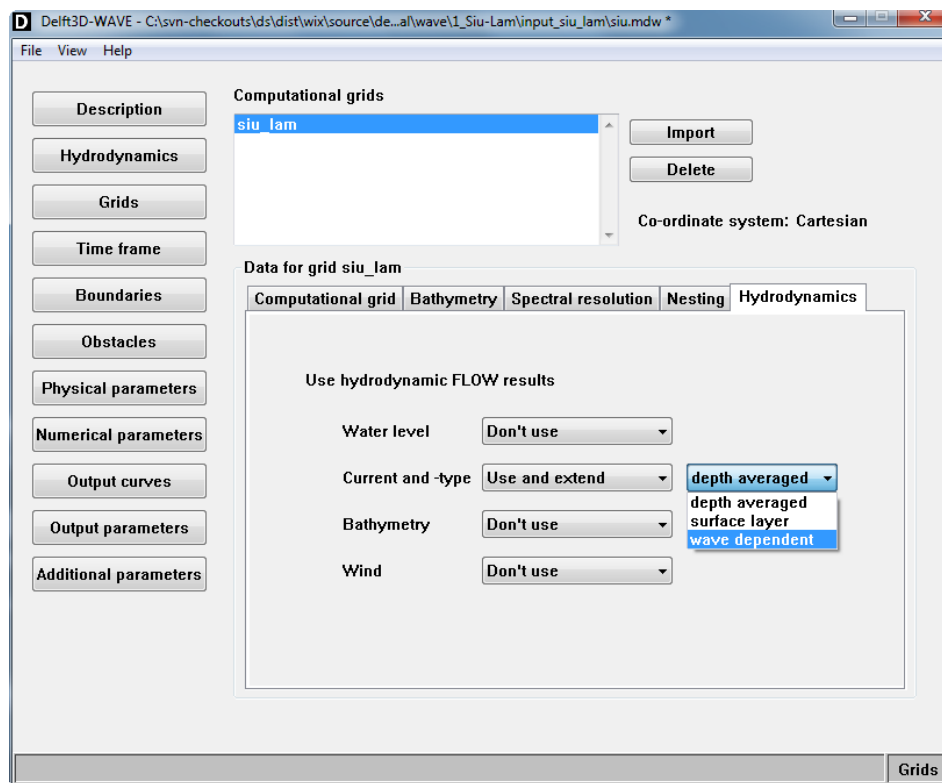 D Delft3D-WAVE - C:\svn-checkouts\ds\dist\wix\source\de...al\wave\1_Siu-Lam\input_siu_lam\siu.mdw *
File View Help
Description
Hydrodynamics
Grids
Time frame
Boundaries
Obstacles
Physical parameters
Numerical parameters
Output curves
Output parameters
Additional parameters
Computational grids
siu_lam
Import
Delete
Co-ordinate system: Cartesian
Data for grid siu_lam
Computational grid Bathymetry Spectral resolution Nesting Hydrodynamics
Use hydrodynamic FLOW results
Water level Don't use
Current and -type Use and extend depth averaged
depth averaged
surface layer
wave dependent
Bathymetry Don't use
Wind Don't use
Grids